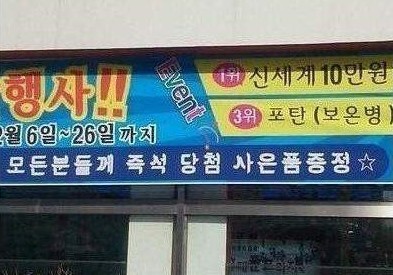 행사!!
Event
1위 신세계10만원
3위 포탄 (보온병)
2월 6일~26일 까지
모든분들께 즉석 당첨 사은품증정☆